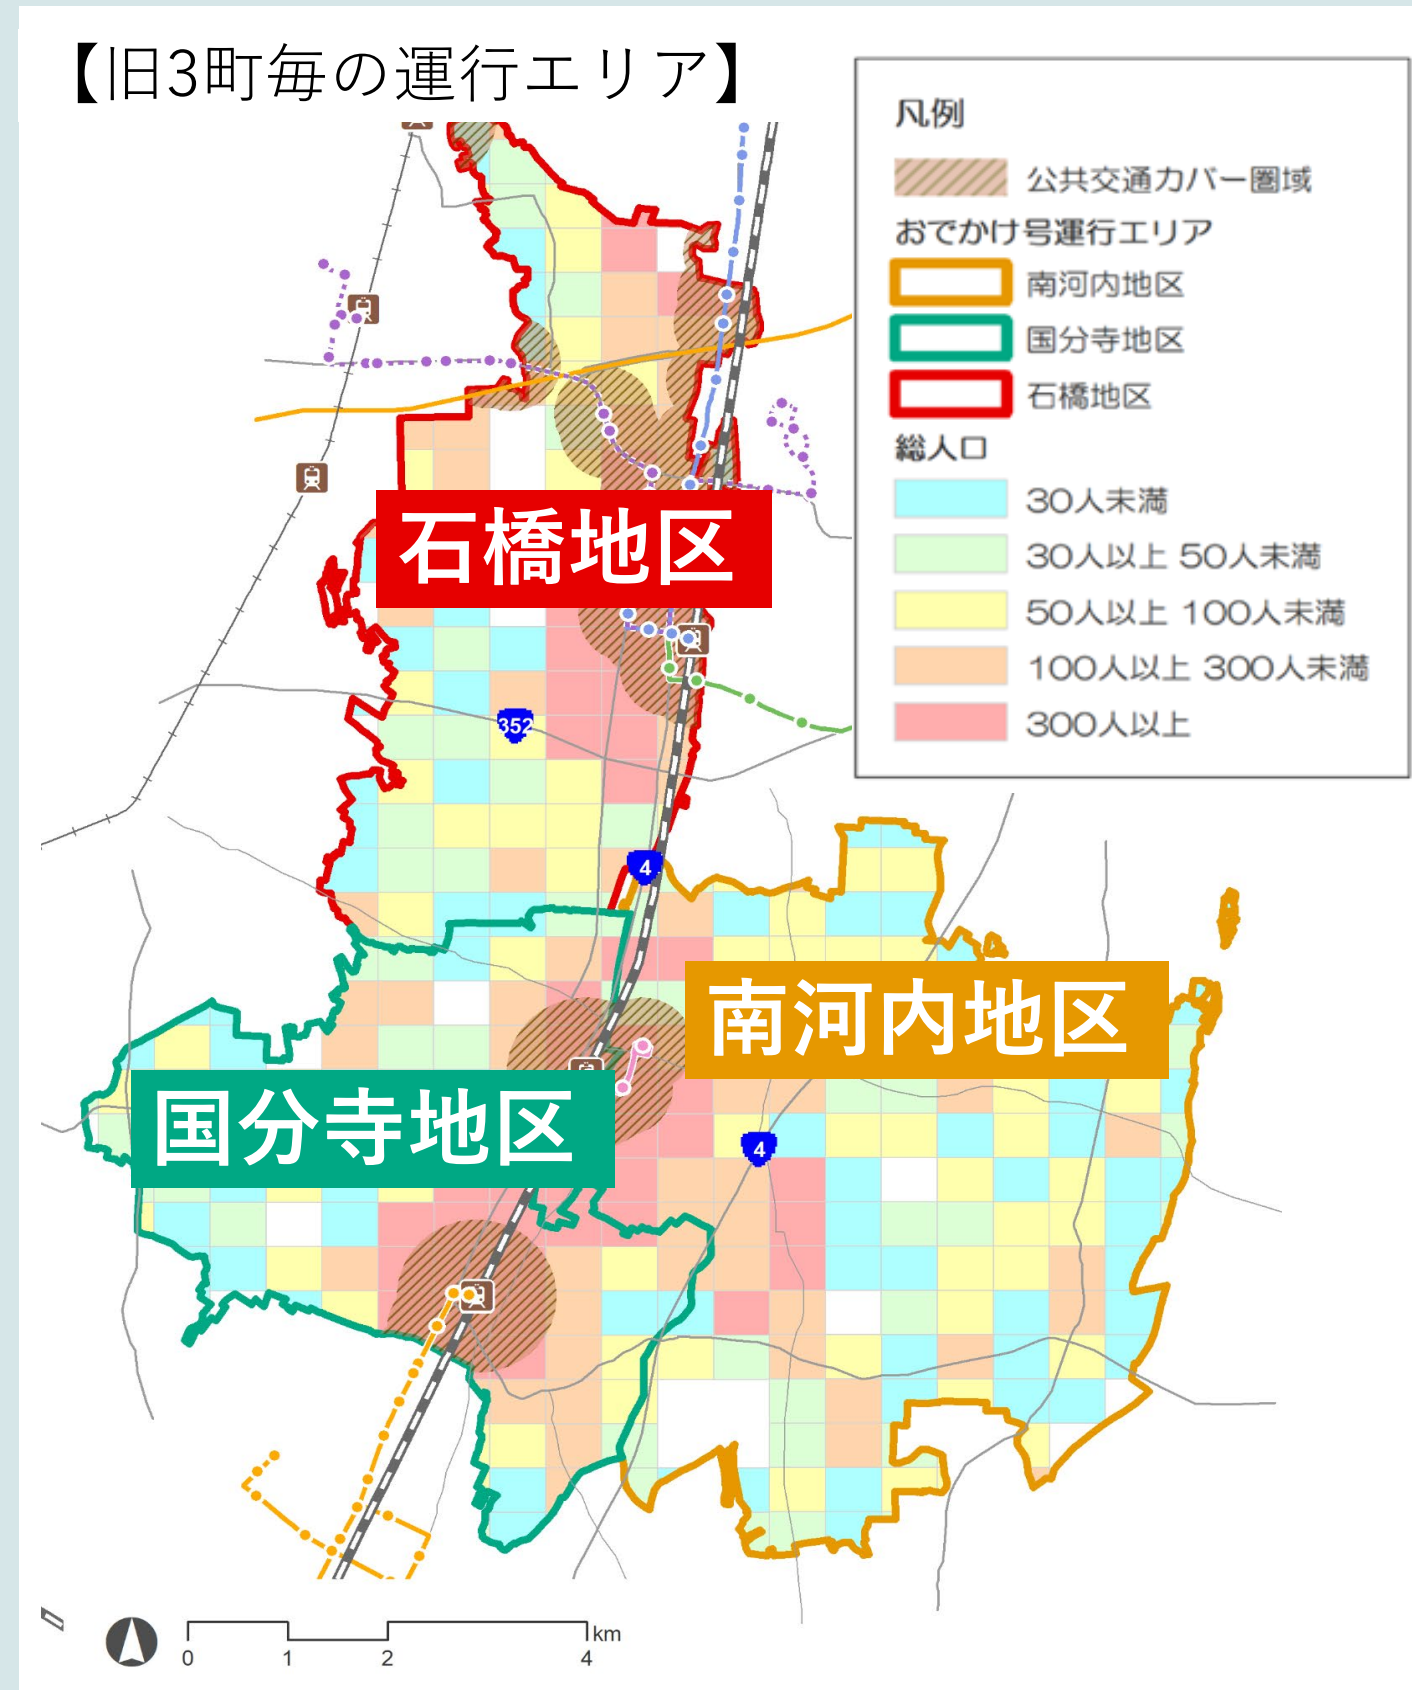 【旧3町毎の運行エリア】
凡例
公共交通カバー圏域
おでかけ号運行エリア
南河内地区
国分寺地区
石橋地区
総人口
30人未満
30人以上 50人未満
50人以上 100人未満
100人以上 300人未満
300人以上
石橋地区
352
4
南河内地区
国分寺地区
4
km
0 1 2 4